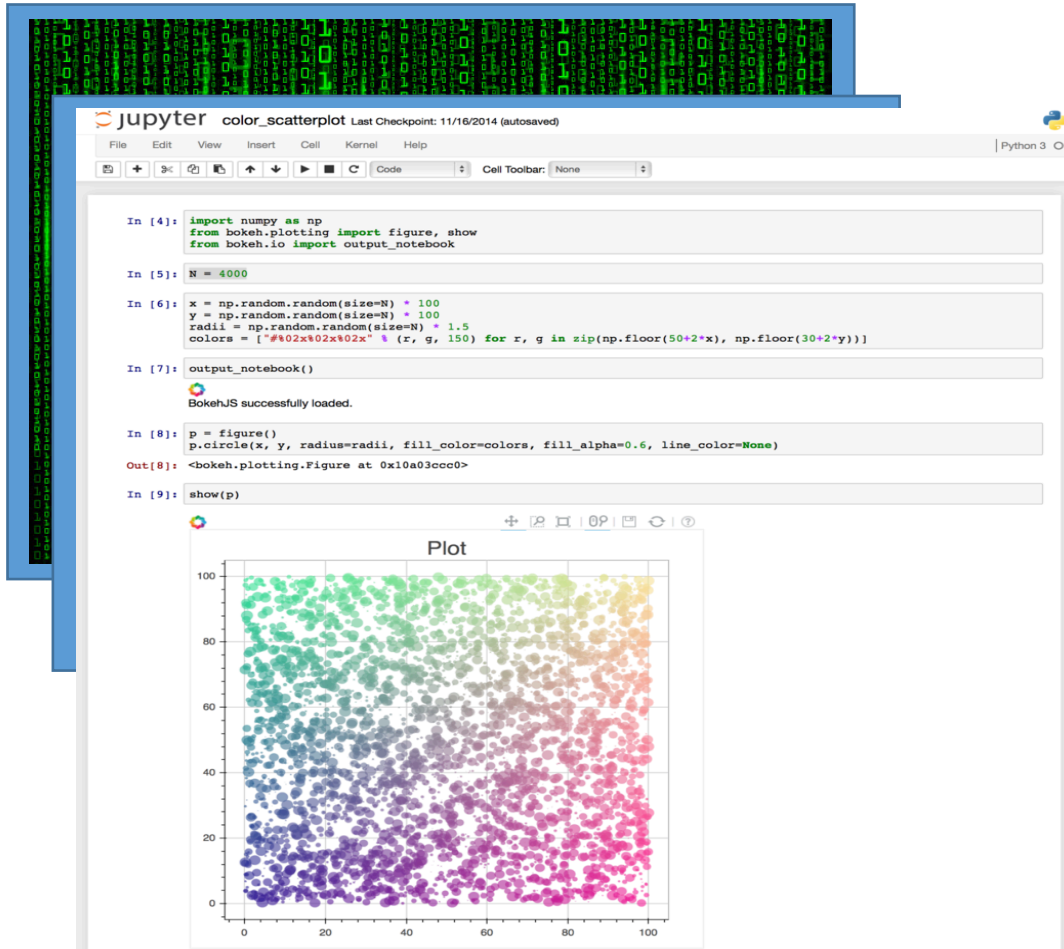 jupyter color_scatterplot Last Checkpoint: 11/16/2014 (autosaved)
File Edit View Insert Cell Kernel Help Python 3
Code Cell Toolbar: None
In [4]: import numpy as np
from bokeh.plotting import figure, show
from bokeh.io import output_notebook
In [5]: N = 4000
In [6]: x = np.random.random(size=N) * 100
y = np.random.random(size=N) * 100
radii = np.random.random(size=N) * 1.5
colors = ["#%02x%02x%02x" % (r, g, 150) for r, g in zip(np.floor(50+2*x), np.floor(30+2*y))]
In [7]: output_notebook()
BokehJS successfully loaded.
In [8]: p = figure()
p.circle(x, y, radius=radii, fill_color=colors, fill_alpha=0.6, line_color=None)
Out[8]: <bokeh.plotting.Figure at 0x10a03ccc0>
In [9]: show(p)
Plot
100
80
60
40
20
0
0 20 40 60 80 100